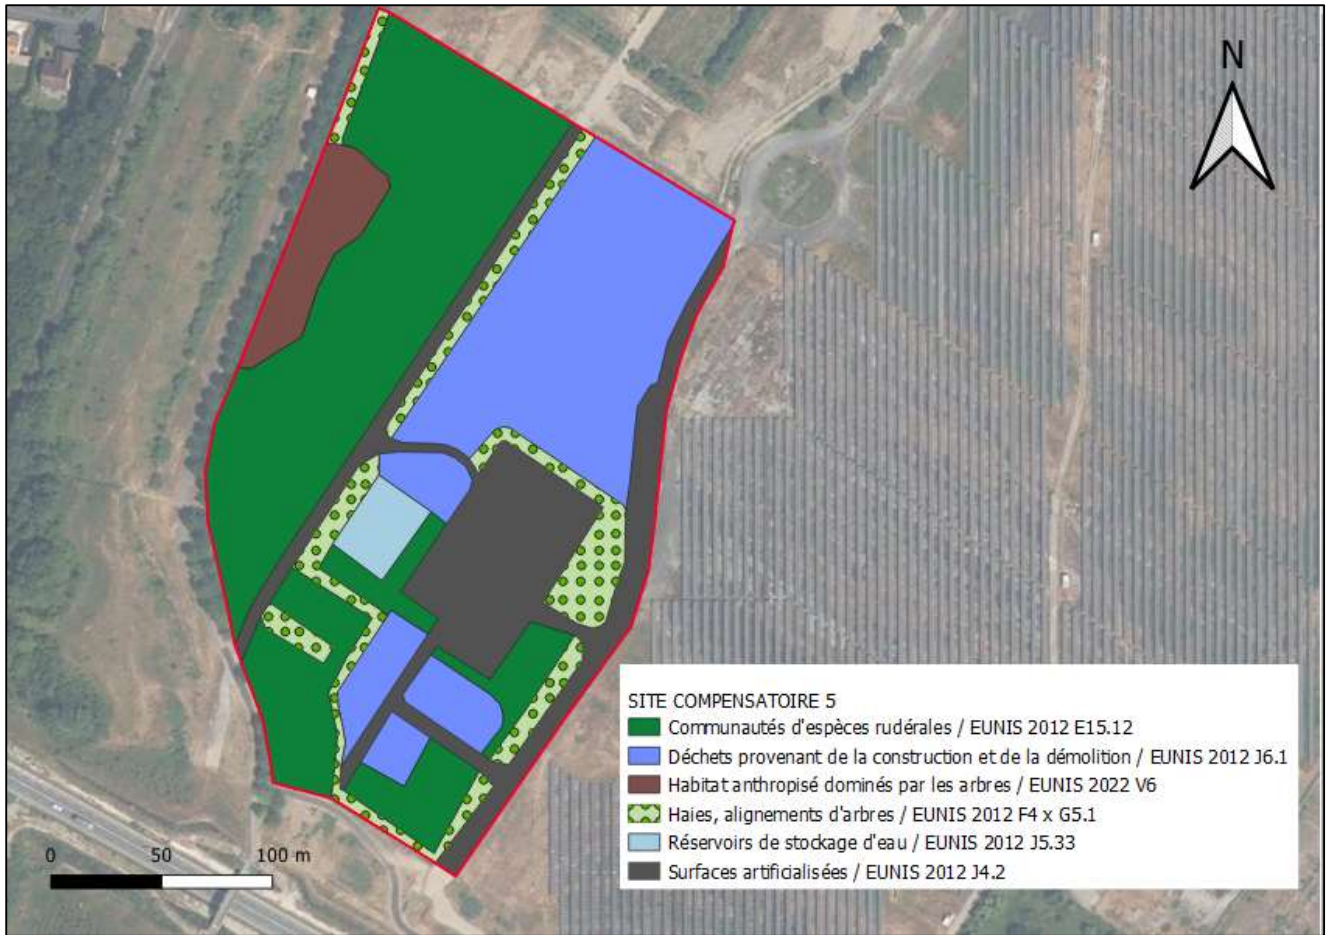 N
SITE COMPENSATOIRE 5
Communautés d'espèces rudérales / EUNIS 2012 E15.12
Déchets provenant de la construction et de la démolition / EUNIS 2012 J6.1
Habitat anthropisé dominés par les arbres / EUNIS 2022 V6
Haies, alignements d'arbres / EUNIS 2012 F4 x G5.1
Réservoirs de stockage d'eau / EUNIS 2012 J5.33
Surfaces artificialisées / EUNIS 2012 J4.2
0 50 100 m